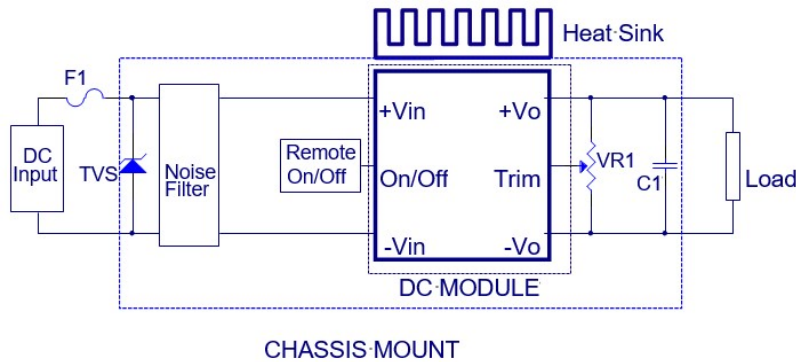 Heat Sink
F1
+Vin
+Vo
DC
Input
TVS
Noise
Filter
Remote
On/Off
On/Off
Trim
VR1
C1
Load
-Vin
-Vo
DC MODULE
CHASSIS MOUNT